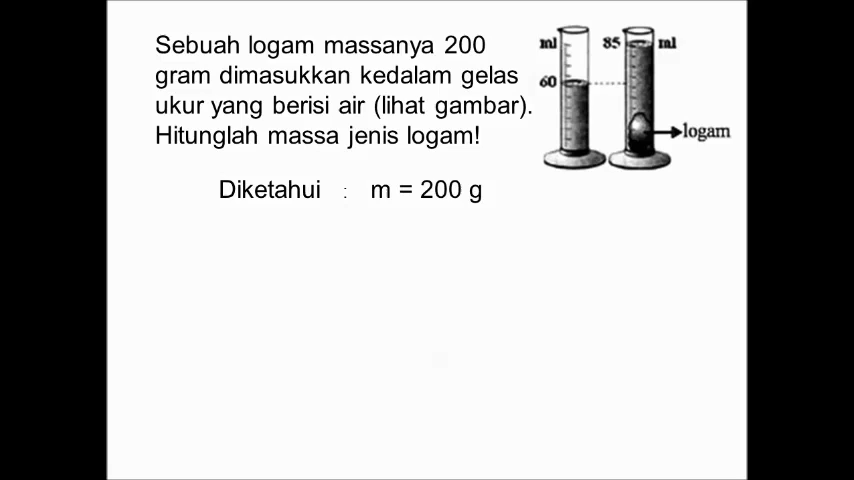 Sebuah logam massanya 200
gram dimasukkan kedalam gelas
ukur yang berisi air (lihat gambar).
Hitunglah massa jenis logam!
ml
85
ml
60
logam
Diketahui : m = 200 g